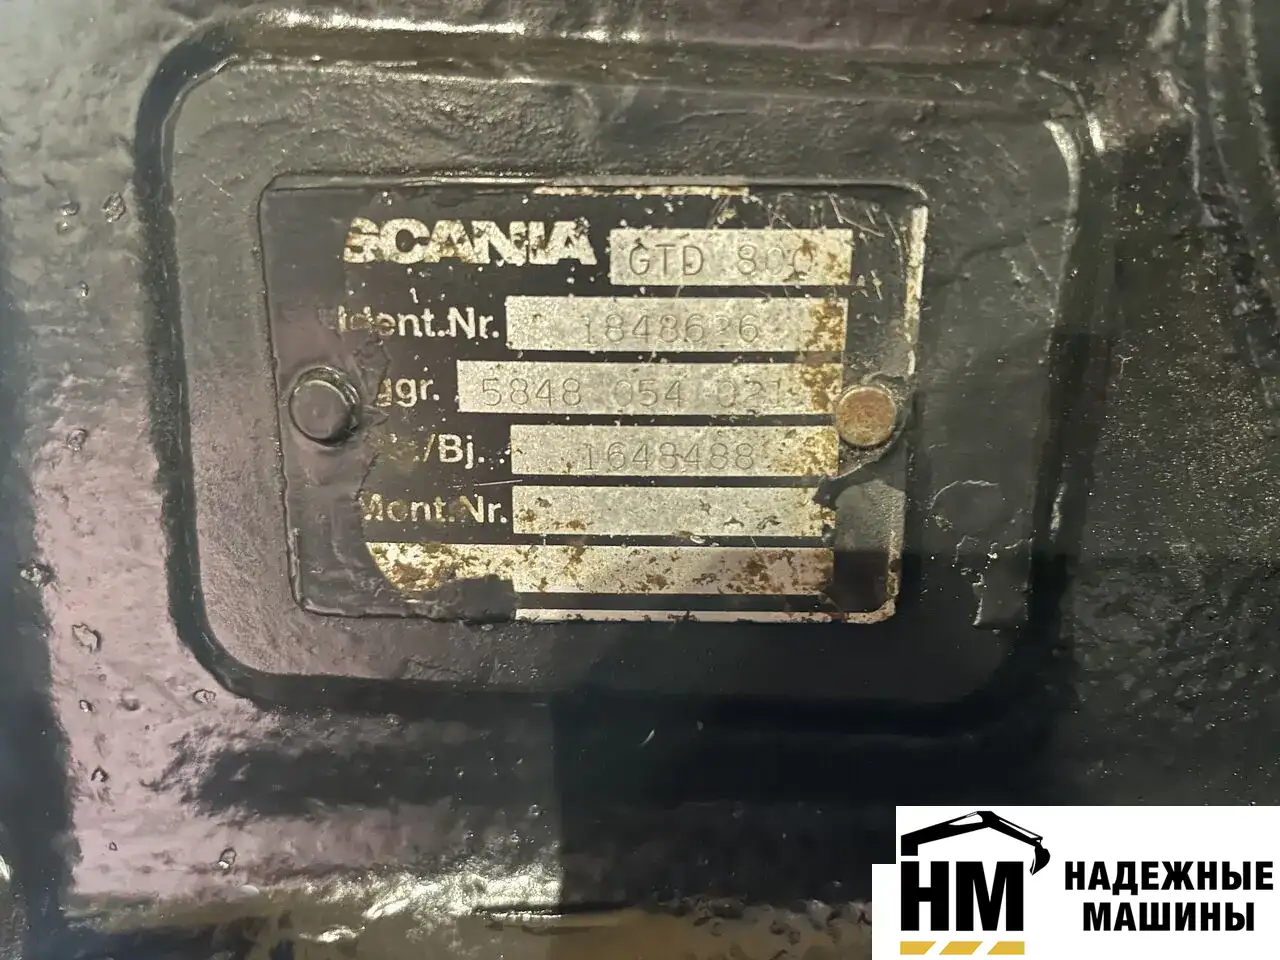 SCANIA GTD 800
Ident.Nr. 1848626
ggr. 5848 054 021
/Bj. 1648488
Mont.Nr.
НМ НАДЕЖНЫЕ
МАШИНЫ